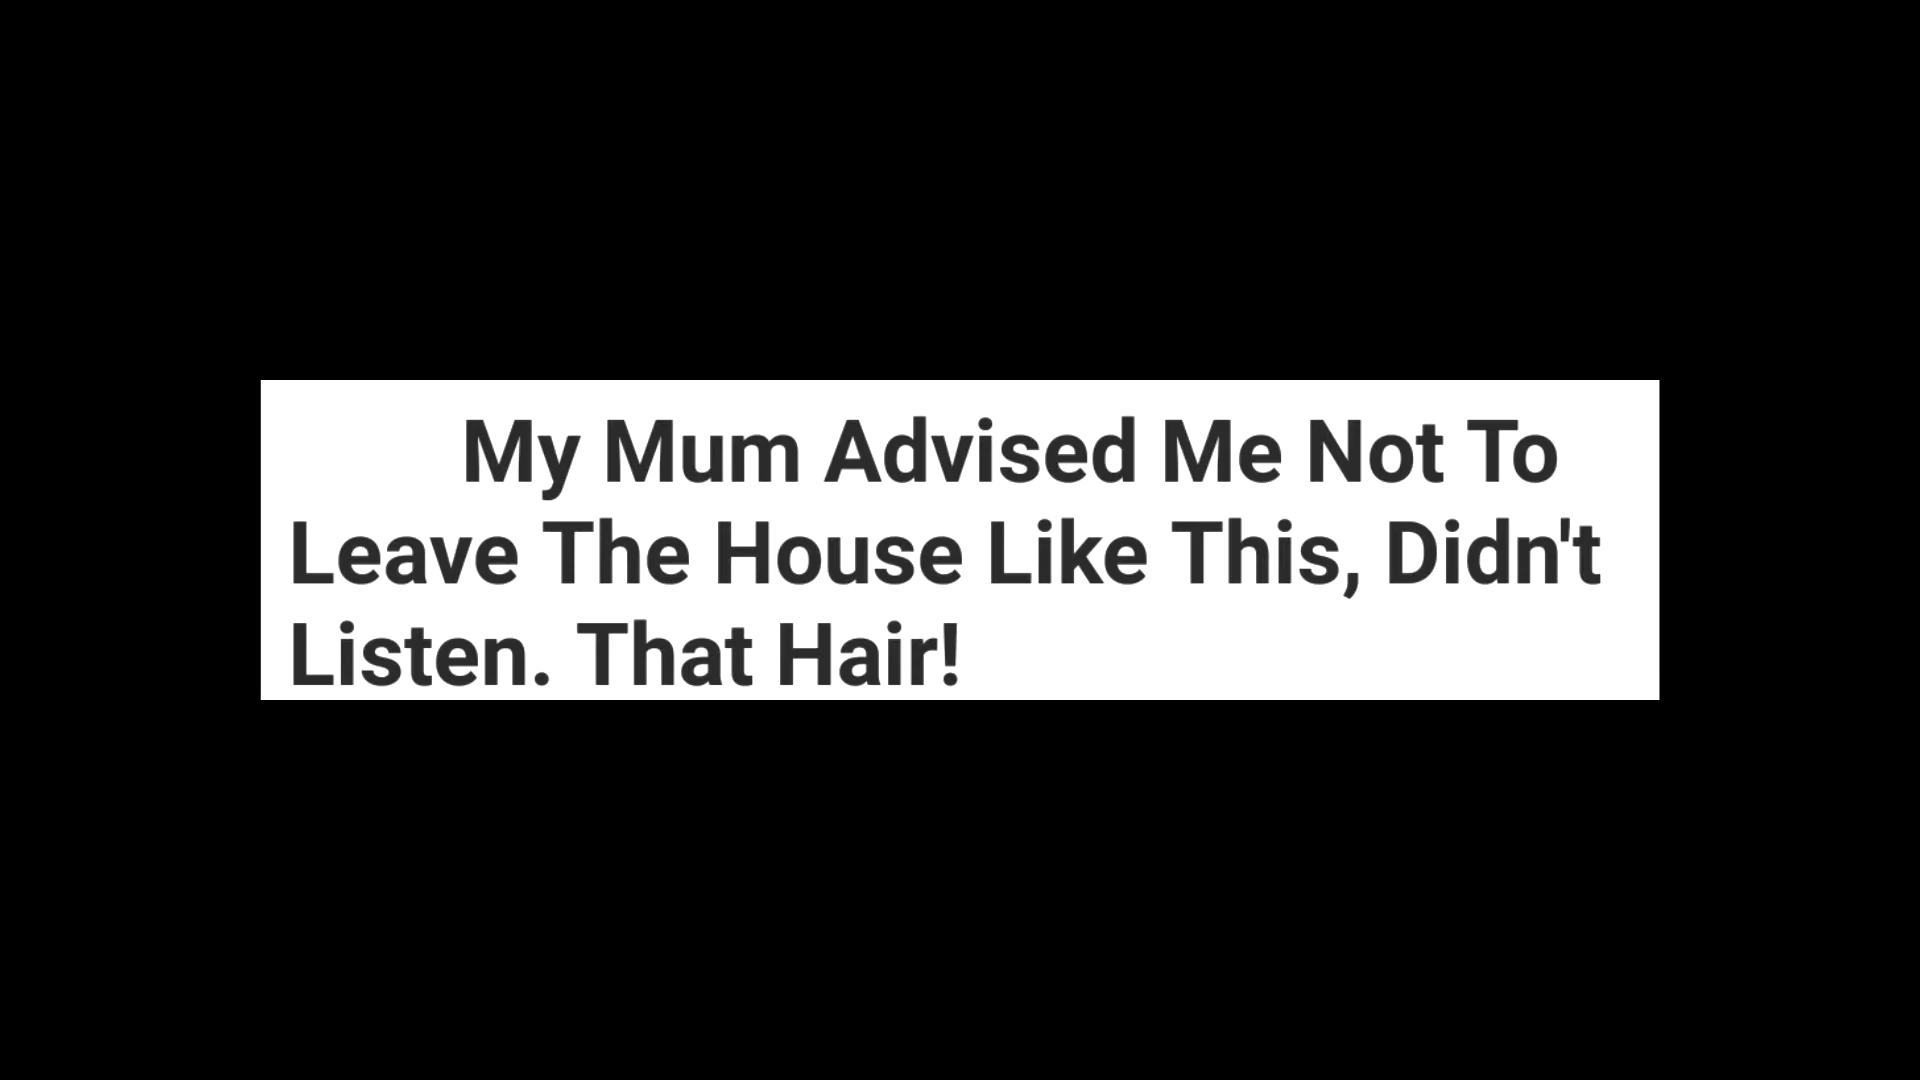 My Mum Advised Me Not To
Leave The House Like This, Didn't
Listen. That Hair!